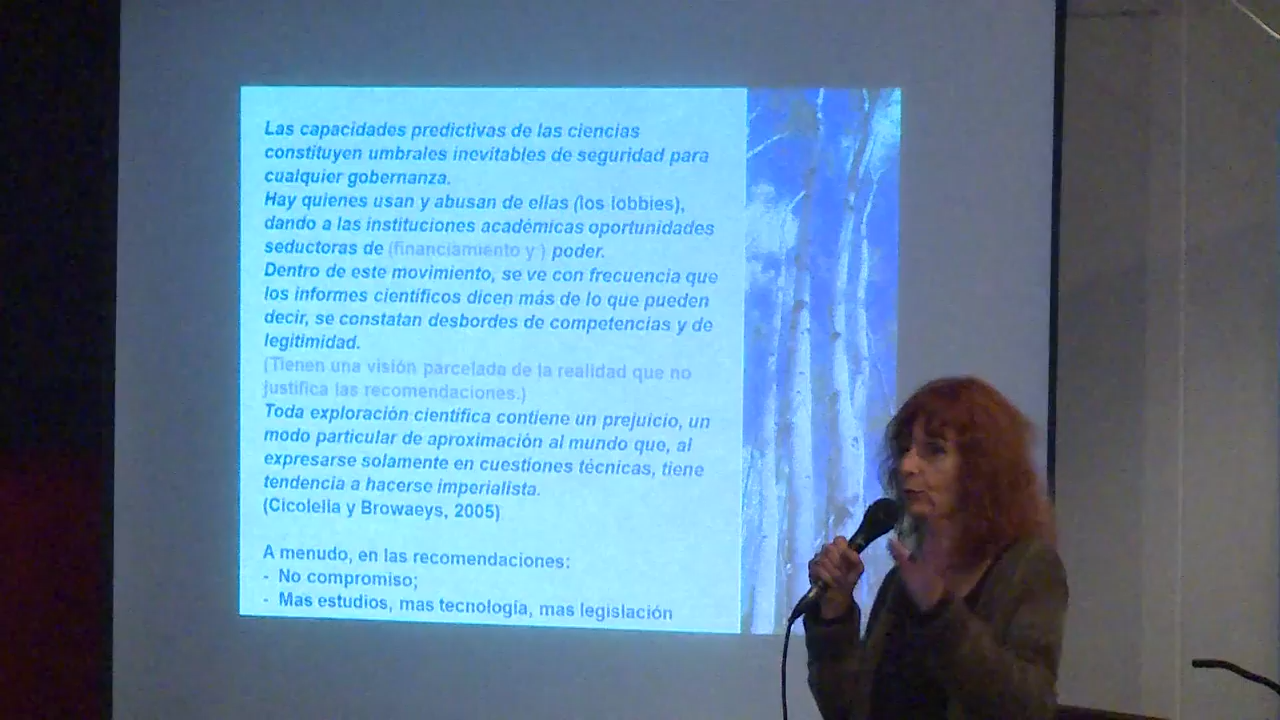 Las capacidades predictivas de las ciencias
constituyen umbrales inevitables de seguridad para
cualquier gobernanza.
Hay quienes usan y abusan de ellas (los lobbies),
dando a las instituciones académicas oportunidades
seductoras de (financiamiento y ) poder.
Dentro de este movimiento, se ve con frecuencia que
los informes científicos dicen más de lo que pueden
decir, se constatan desbordes de competencias y de
legitimidad.
(Tienen una visión parcelada de la realidad que no
justifica las recomendaciones.)
Toda exploración científica contiene un prejuicio, un
modo particular de aproximación al mundo que, al
expresarse solamente en cuestiones técnicas, tiene
tendencia a hacerse imperialista.
(Cicolella y Browaeys, 2005)
A menudo, en las recomendaciones:
- No compromiso;
- Mas estudios, mas tecnología, mas legislación